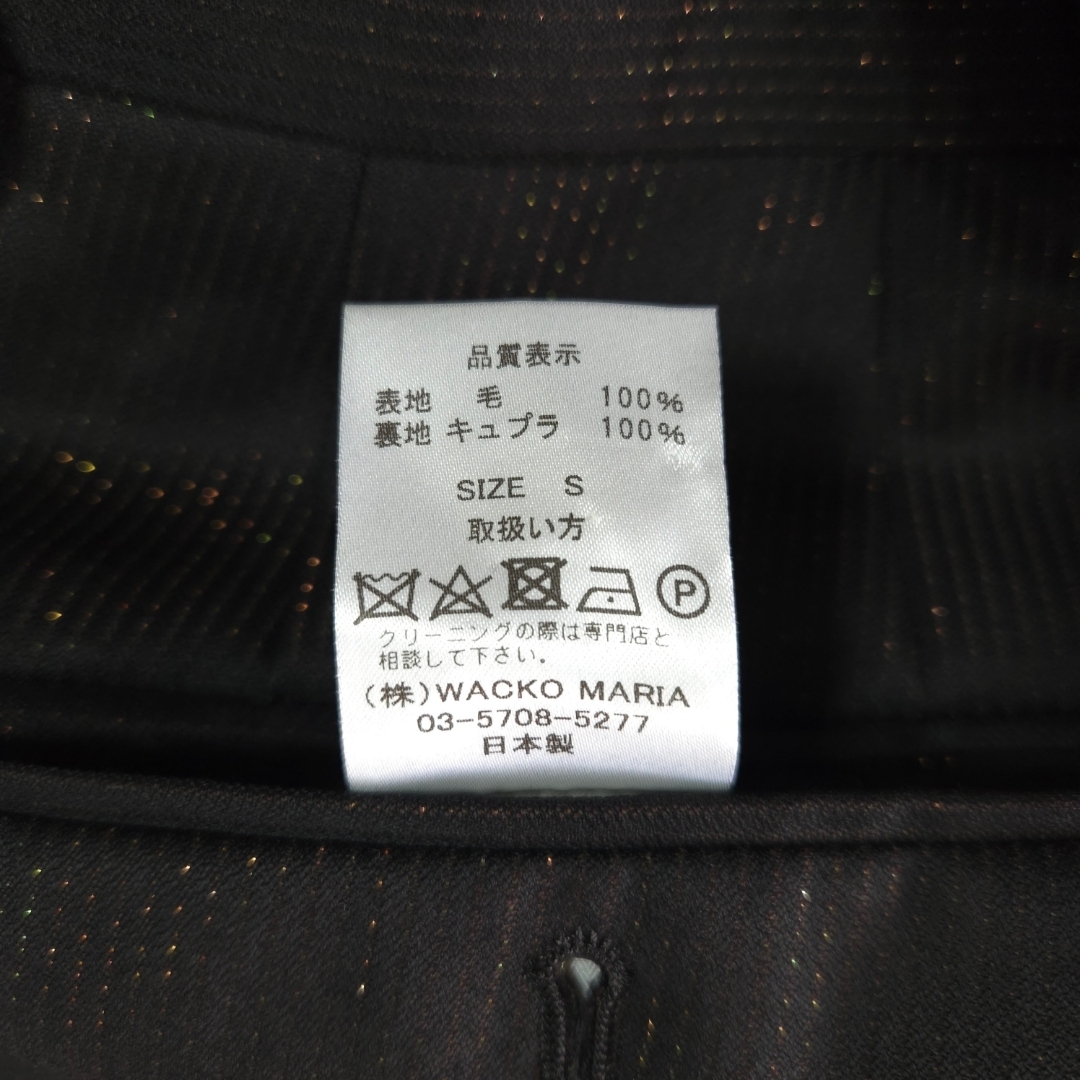 品質表示
表地 毛 100%
裏地 キュプラ 100%
SIZE S
取扱い方
P
クリーニングの際は専門店と
相談して下さい。
(株)WACKO MARIA
03-5708-5277
日本製